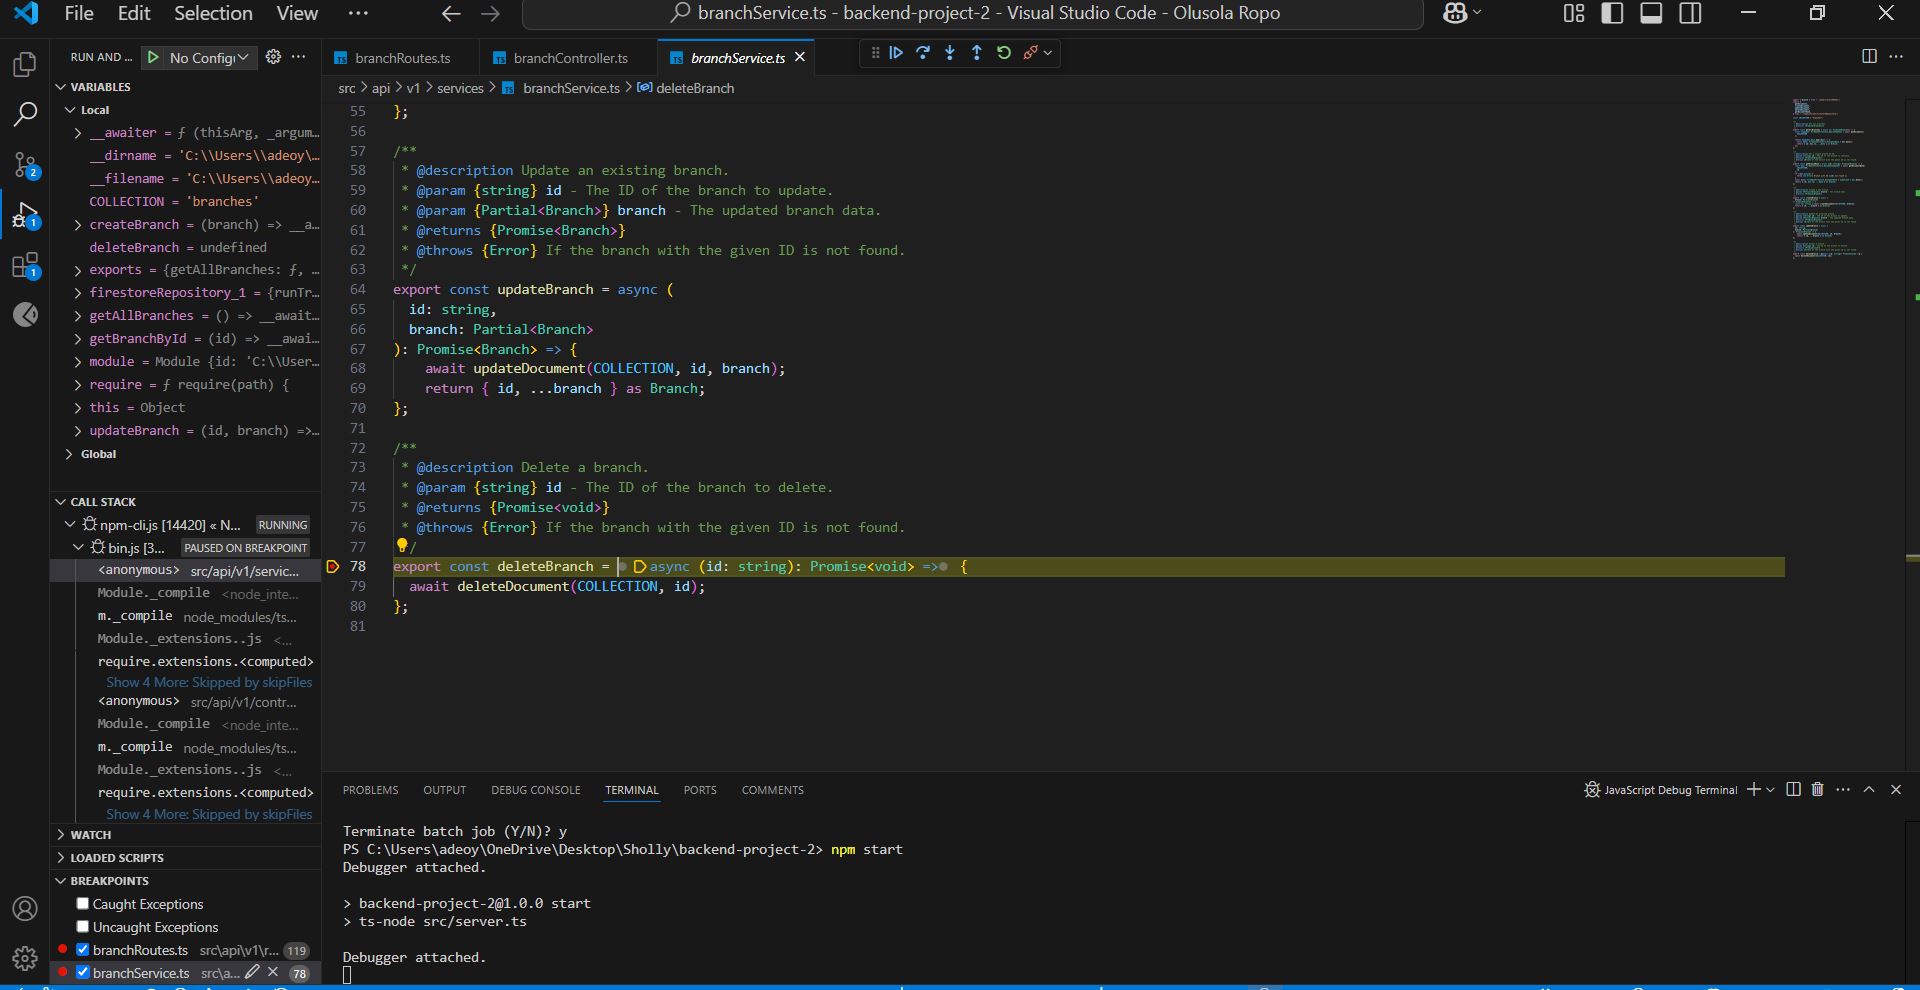 File Edit Selection View ··· branchService.ts - backend-project-2 - Visual Studio Code - Olusola Ropo
RUN AND ... No Configu ···
VARIABLES
Local
__awaiter = ƒ (thisArg, _argum…
__dirname = 'C:\\Users\\adeoy\…
__filename = 'C:\\Users\\adeoy…
COLLECTION = 'branches'
createBranch = (branch) => __a…
deleteBranch = undefined
exports = {getAllBranches: ƒ, …
firestoreRepository_1 = {runTr…
getAllBranches = () => __await…
getBranchById = (id) => __awai…
module = Module {id: 'C:\\User…
require = ƒ require(path) {
this = Object
updateBranch = (id, branch) =>…
Global
CALL STACK
npm-cli.js [14420] « N... RUNNING
bin.js [3... PAUSED ON BREAKPOINT
<anonymous> src/api/v1/servic...
Module._compile <node_inte...
m._compile node_modules/ts...
Module._extensions..js <...
require.extensions.<computed>
Show 4 More: Skipped by skipFiles
<anonymous> src/api/v1/contr...
Module._compile <node_inte...
m._compile node_modules/ts...
Module._extensions..js <...
require.extensions.<computed>
Show 4 More: Skipped by skipFiles
WATCH
LOADED SCRIPTS
BREAKPOINTS
Caught Exceptions
Uncaught Exceptions
branchRoutes.ts src\api\v1\r... 119
branchService.ts src\a... 78
2
1
1
branchRoutes.ts branchController.ts branchService.ts
src > api > v1 > services > branchService.ts > deleteBranch
55 };
56
57 /**
58 * @description Update an existing branch.
59 * @param {string} id - The ID of the branch to update.
60 * @param {Partial<Branch>} branch - The updated branch data.
61 * @returns {Promise<Branch>}
62 * @throws {Error} If the branch with the given ID is not found.
63 */
64 export const updateBranch = async (
65 id: string,
66 branch: Partial<Branch>
67 ): Promise<Branch> => {
68 await updateDocument(COLLECTION, id, branch);
69 return { id, ...branch } as Branch;
70 };
71
72 /**
73 * @description Delete a branch.
74 * @param {string} id - The ID of the branch to delete.
75 * @returns {Promise<void>}
76 * @throws {Error} If the branch with the given ID is not found.
77 /
78 export const deleteBranch = async (id: string): Promise<void> => {
79 await deleteDocument(COLLECTION, id);
80 };
81
PROBLEMS OUTPUT DEBUG CONSOLE TERMINAL PORTS COMMENTS JavaScript Debug Terminal
Terminate batch job (Y/N)? y
PS C:\Users\adeoy\OneDrive\Desktop\Sholly\backend-project-2> npm start
Debugger attached.
> backend-project-2@1.0.0 start
> ts-node src/server.ts
Debugger attached.